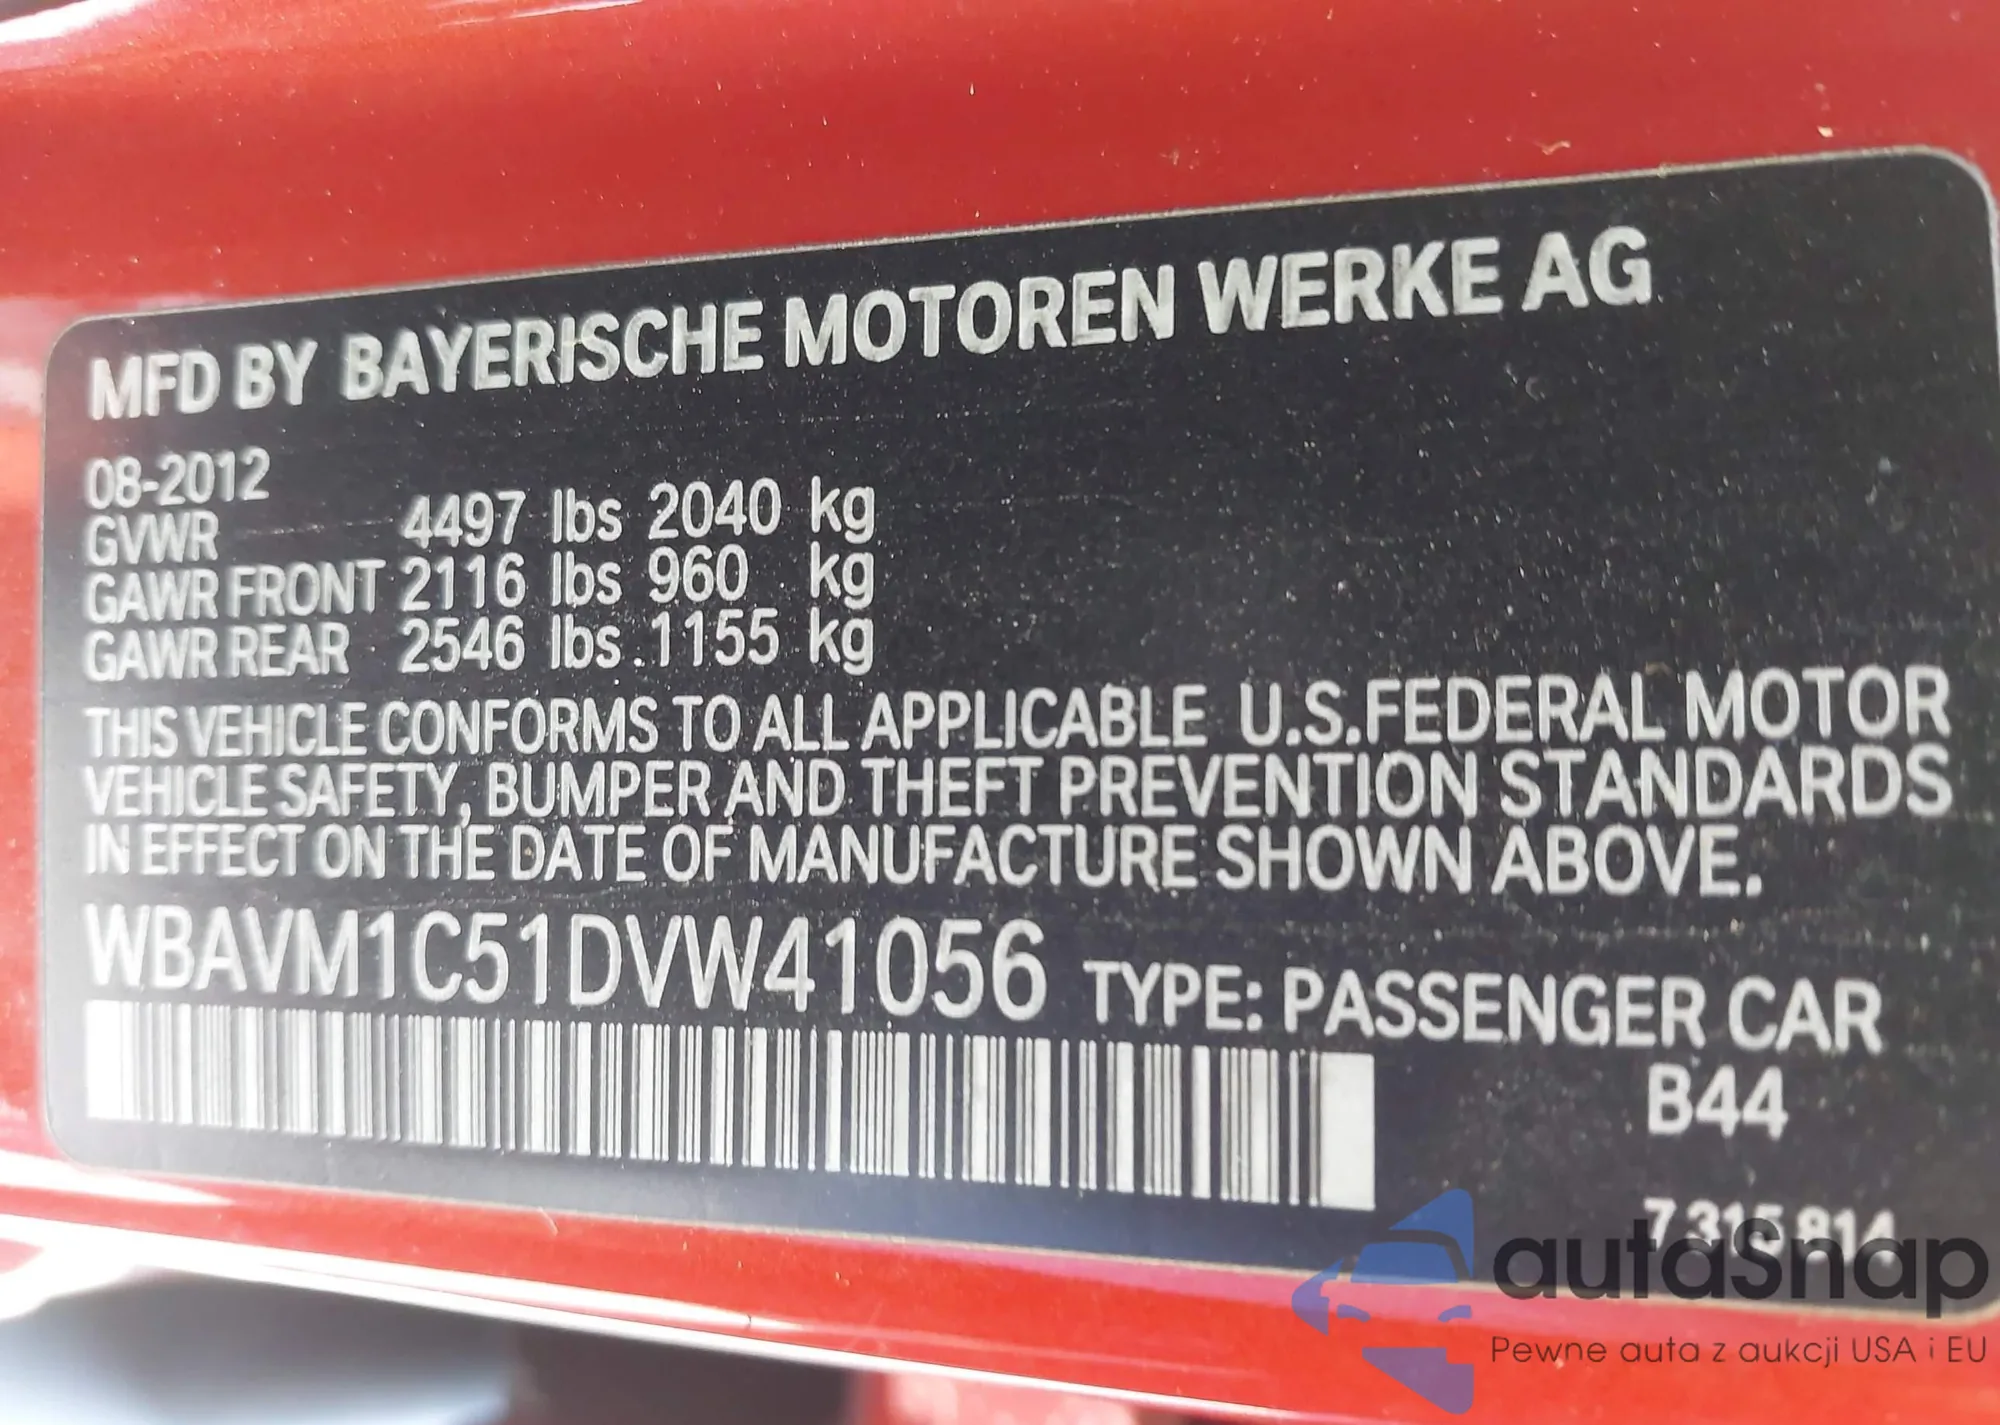 MFD BY BAYERISCHE MOTOREN WERKE AG
08-2012
GVWR 4497 lbs 2040 kg
GAWR FRONT 2116 lbs 960 kg
GAWR REAR 2546 lbs 1155 kg
THIS VEHICLE CONFORMS TO ALL APPLICABLE U.S.FEDERAL MOTOR
VEHICLE SAFETY, BUMPER AND THEFT PREVENTION STANDARDS
IN EFFECT ON THE DATE OF MANUFACTURE SHOWN ABOVE.
WBAVM1C51DVW41056 TYPE: PASSENGER CAR
B44
7 315 814
autaSnap
Pewne auta z aukcji USA i EU